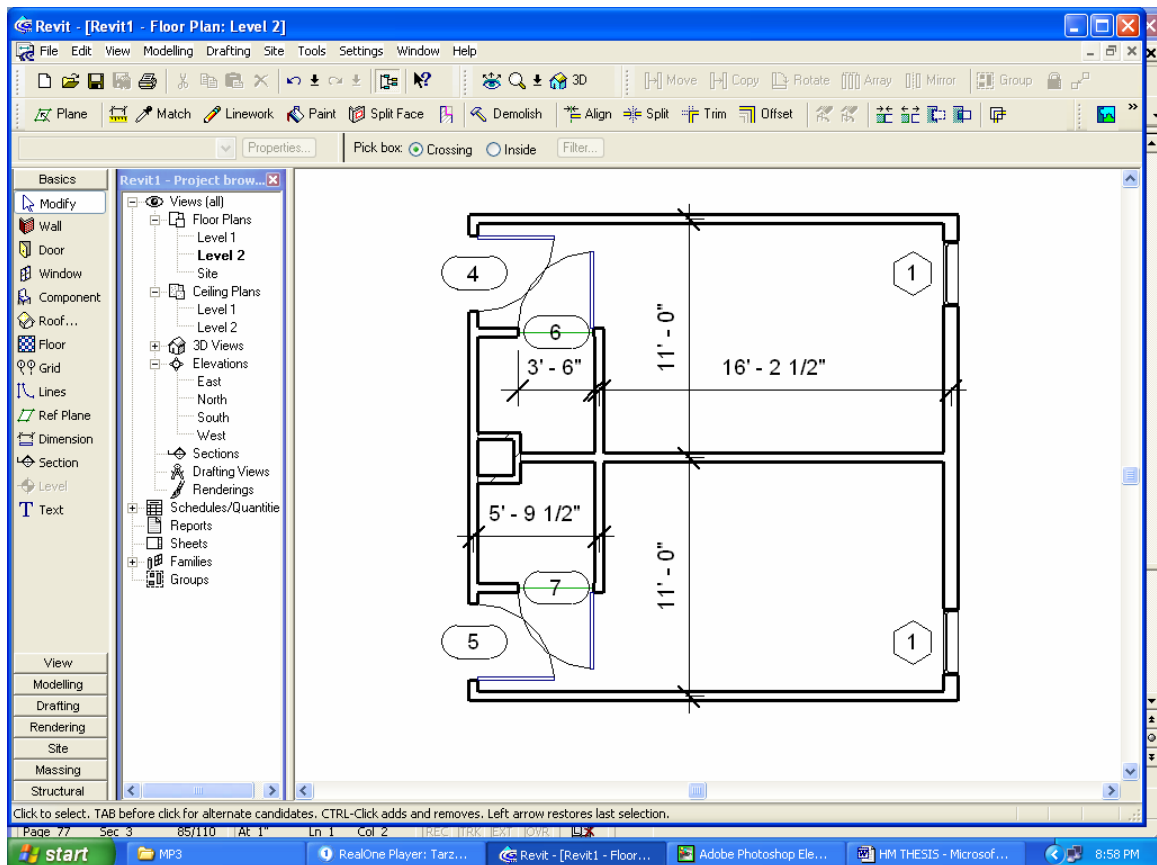 Revit - [Revit1 - Floor Plan: Level 2]
File Edit View Modelling Drafting Site Tools Settings Window Help
3D Move Copy Rotate Array Mirror Group
Plane Match Linework Paint Split Face Demolish Align Split Trim Offset
Properties... Pick box: Crossing Inside Filter...
Basics
Modify
Wall
Door
Window
Component
Roof...
Floor
Grid
Lines
Ref Plane
Dimension
Section
Level
Text
View
Modelling
Drafting
Rendering
Site
Massing
Structural
Revit1 - Project brow...
Views (all)
Floor Plans
Level 1
Level 2
Site
Ceiling Plans
Level 1
Level 2
3D Views
Elevations
East
North
South
West
Sections
Drafting Views
Renderings
Schedules/Quantitie
Reports
Sheets
Families
Groups
4
1
6
11' - 0"
3' - 6"
16' - 2 1/2"
5' - 9 1/2"
11' - 0"
7
5
1
Click to select. TAB before click for alternate candidates. CTRL-Click adds and removes. Left arrow restores last selection.
Page 77 Sec 3 85/110 At 1" Ln 1 Col 2 REC TRK EXT OVR
start MP3 RealOne Player: Tarz... Revit - [Revit1 - Floor... Adobe Photoshop Ele... HM THESIS - Microsof... 8:58 PM